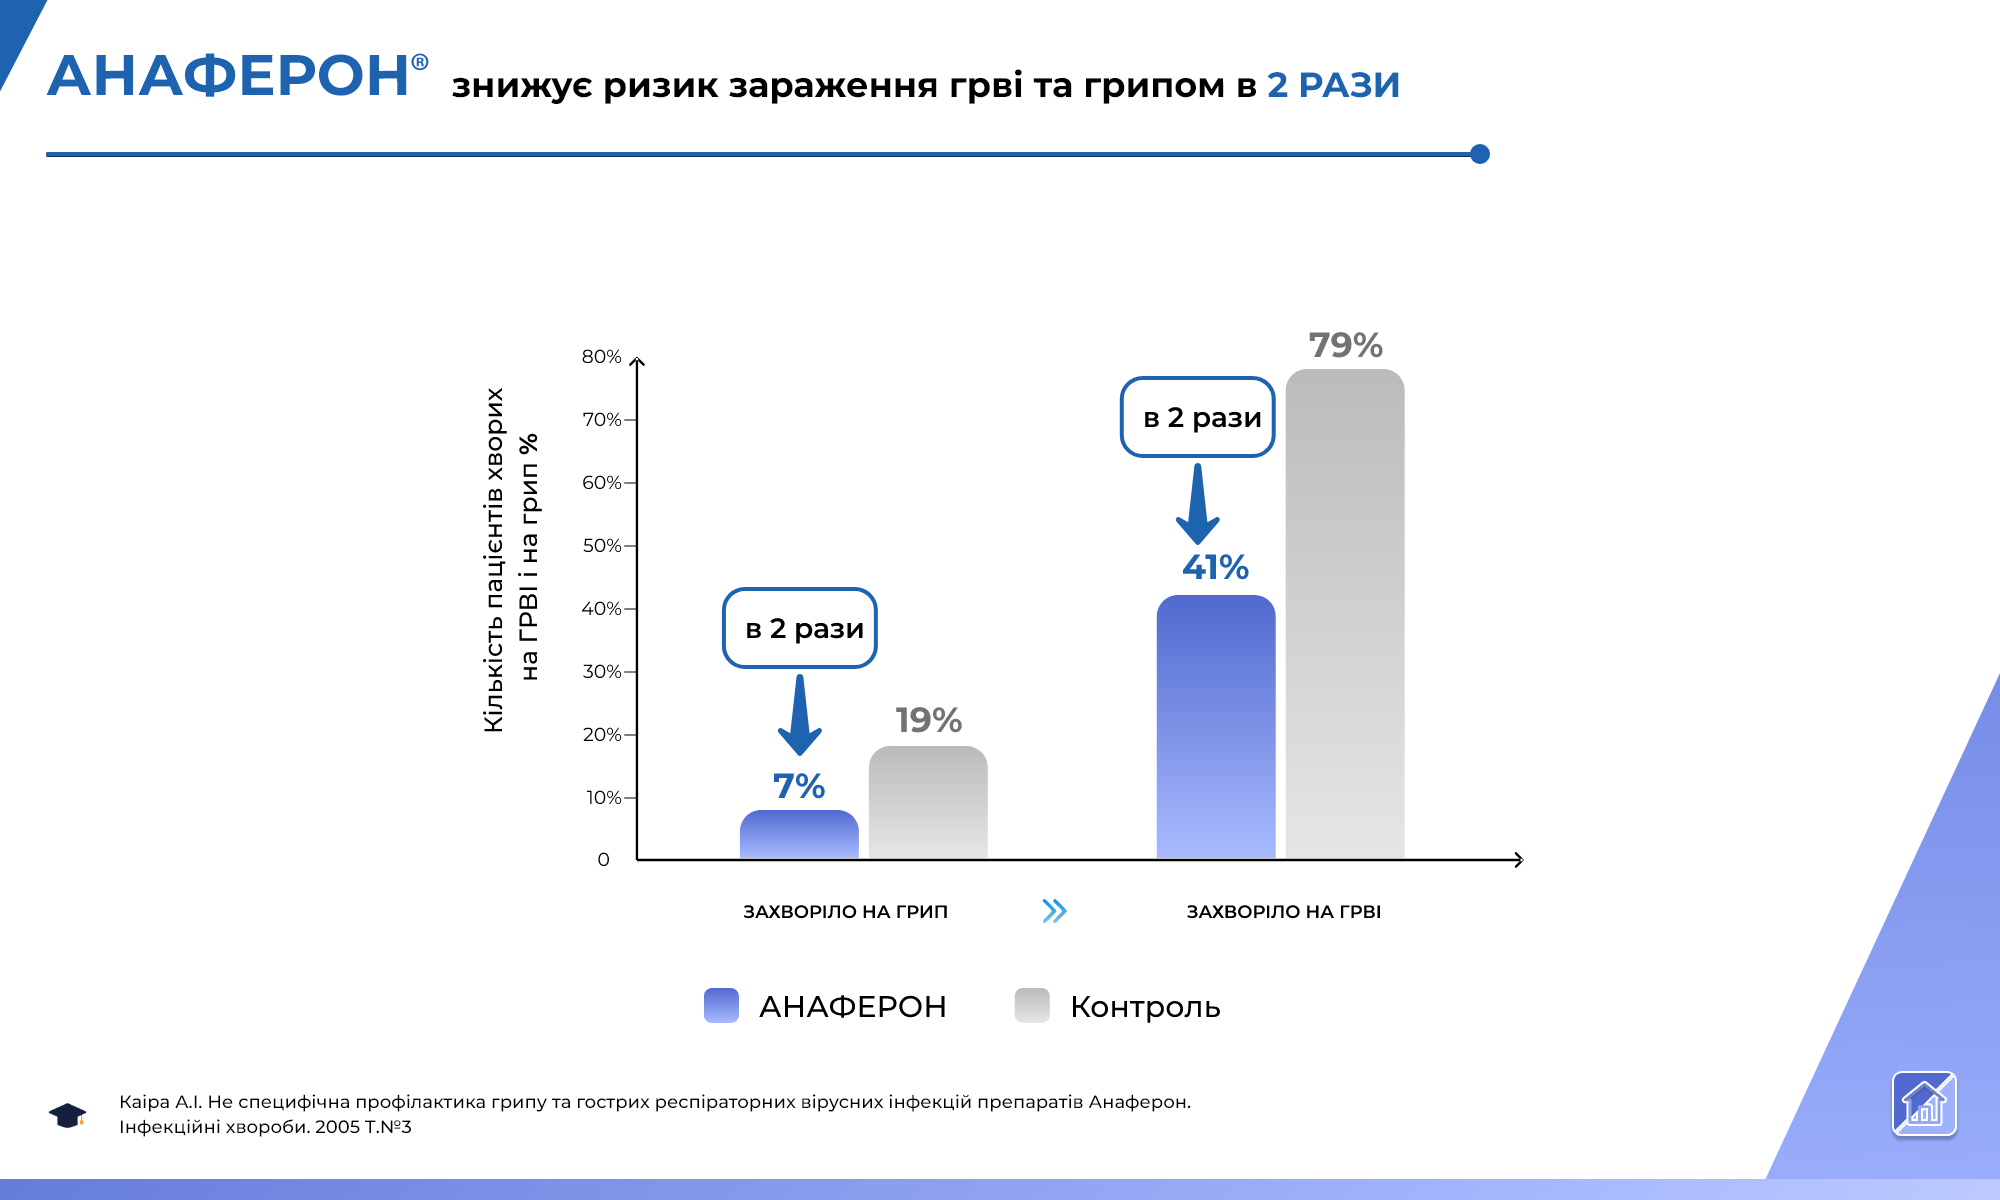 АНАФЕРОН® знижує ризик зараження грві та грипом в 2 РАЗИ
Кількість пацієнтів хворих
на ГРВІ і на грип %
80%
70%
60%
50%
40%
30%
20%
10%
0
в 2 рази
7%
19%
в 2 рази
41%
79%
ЗАХВОРІЛО НА ГРИП
ЗАХВОРІЛО НА ГРВІ
АНАФЕРОН
Контроль
Каіра А.І. Не специфічна профілактика грипу та гострих респіраторних вірусних інфекцій препаратів Анаферон.
Інфекційні хвороби. 2005 Т.№3